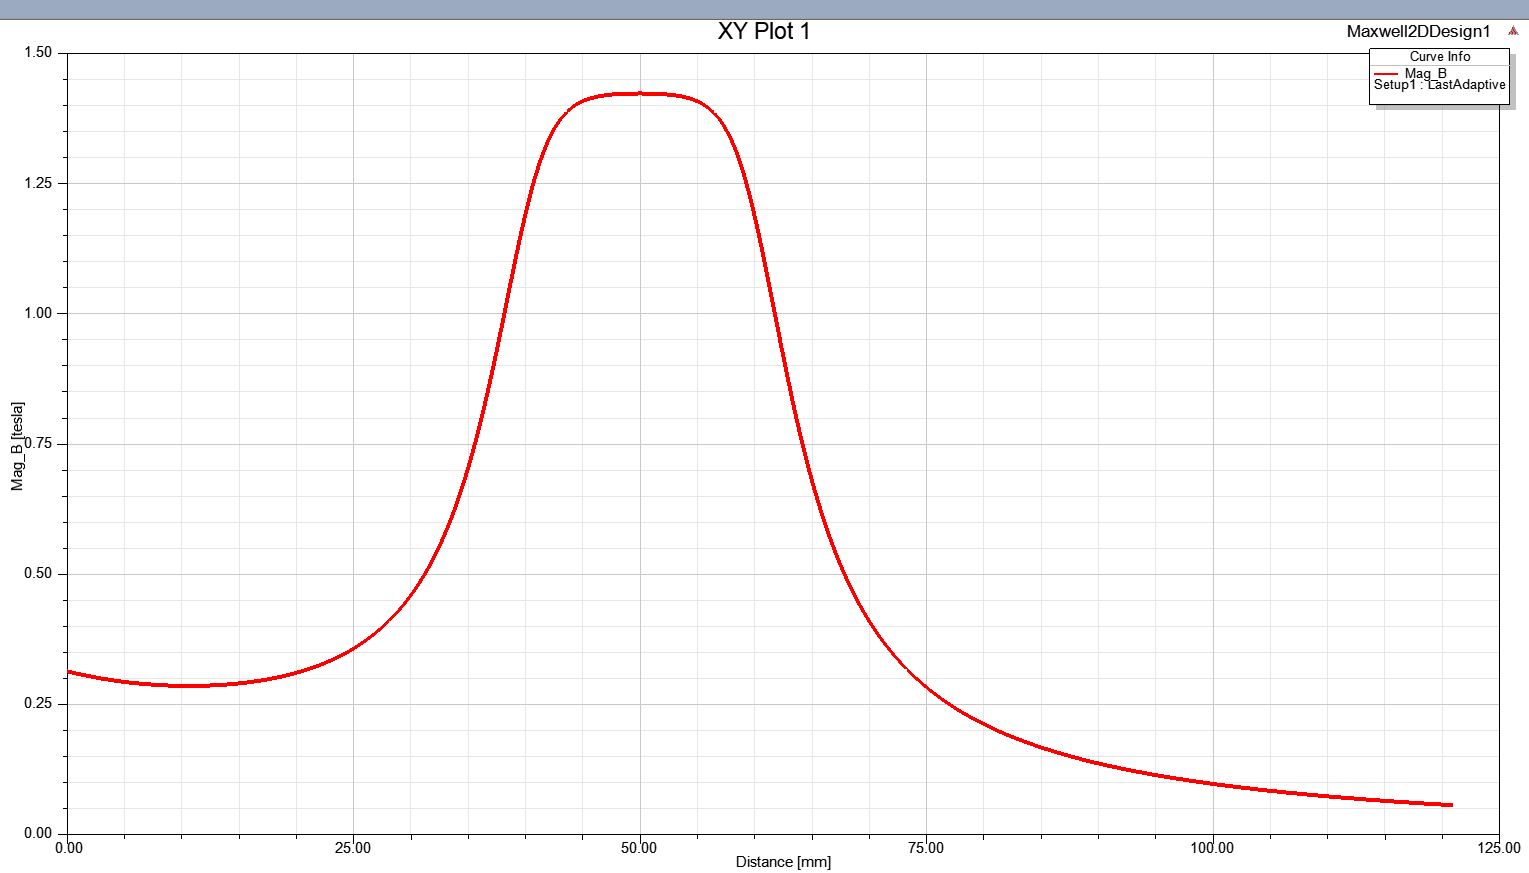 XY Plot 1
Maxwell2DDesign1
Curve Info
Mag_B
Setup1 : LastAdaptive
1.50
1.25
1.00
0.75
0.50
0.25
0.00
Mag_B [tesla]
0.00 25.00 50.00 75.00 100.00 125.00
Distance [mm]